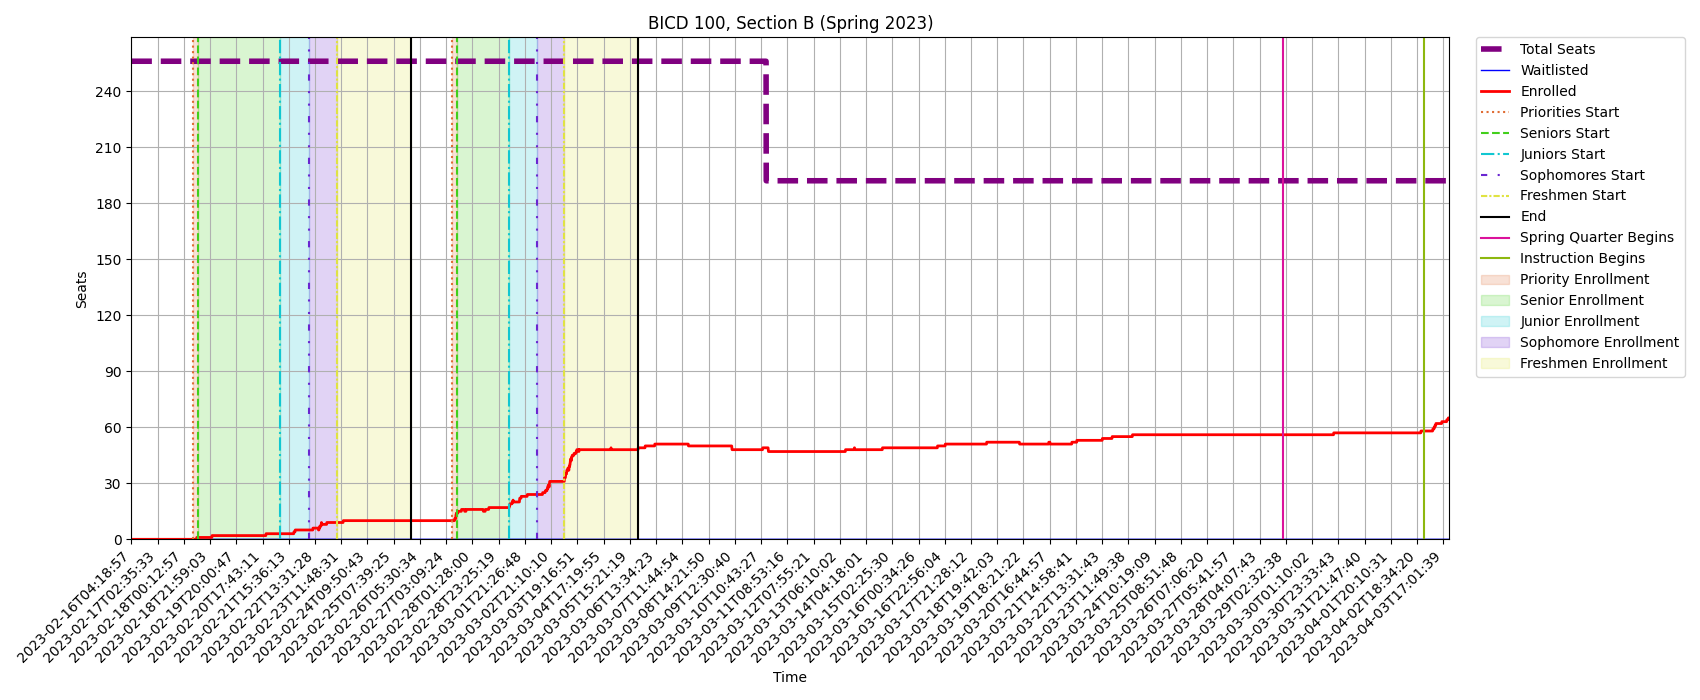 BICD 100, Section B (Spring 2023)
Seats
240
210
180
150
120
90
60
30
0
2023-02-16T04:18:57
2023-02-17T02:35:33
2023-02-18T00:12:57
2023-02-18T21:59:03
2023-02-19T20:00:47
2023-02-20T17:43:11
2023-02-21T15:36:13
2023-02-22T13:31:28
2023-02-23T11:48:31
2023-02-24T09:50:43
2023-02-25T07:39:25
2023-02-26T05:30:34
2023-02-27T03:09:24
2023-02-28T01:28:00
2023-02-28T23:25:19
2023-03-01T21:26:48
2023-03-02T21:10:10
2023-03-03T19:16:51
2023-03-04T17:19:55
2023-03-05T15:21:19
2023-03-06T13:34:23
2023-03-07T11:44:54
2023-03-08T14:21:50
2023-03-09T12:30:40
2023-03-10T10:43:27
2023-03-11T08:53:16
2023-03-12T07:55:21
2023-03-13T06:10:02
2023-03-14T04:18:01
2023-03-15T02:25:30
2023-03-16T00:34:26
2023-03-16T22:56:04
2023-03-17T21:28:12
2023-03-18T19:42:03
2023-03-19T18:21:22
2023-03-20T16:44:57
2023-03-21T14:58:41
2023-03-22T13:31:43
2023-03-23T11:49:38
2023-03-24T10:19:09
2023-03-25T08:51:48
2023-03-26T07:06:20
2023-03-27T05:41:57
2023-03-28T04:07:43
2023-03-29T02:32:38
2023-03-30T01:10:02
2023-03-30T23:33:43
2023-03-31T21:47:40
2023-04-01T20:10:31
2023-04-02T18:34:20
2023-04-03T17:01:39
Time
Total Seats
Waitlisted
Enrolled
Priorities Start
Seniors Start
Juniors Start
Sophomores Start
Freshmen Start
End
Spring Quarter Begins
Instruction Begins
Priority Enrollment
Senior Enrollment
Junior Enrollment
Sophomore Enrollment
Freshmen Enrollment